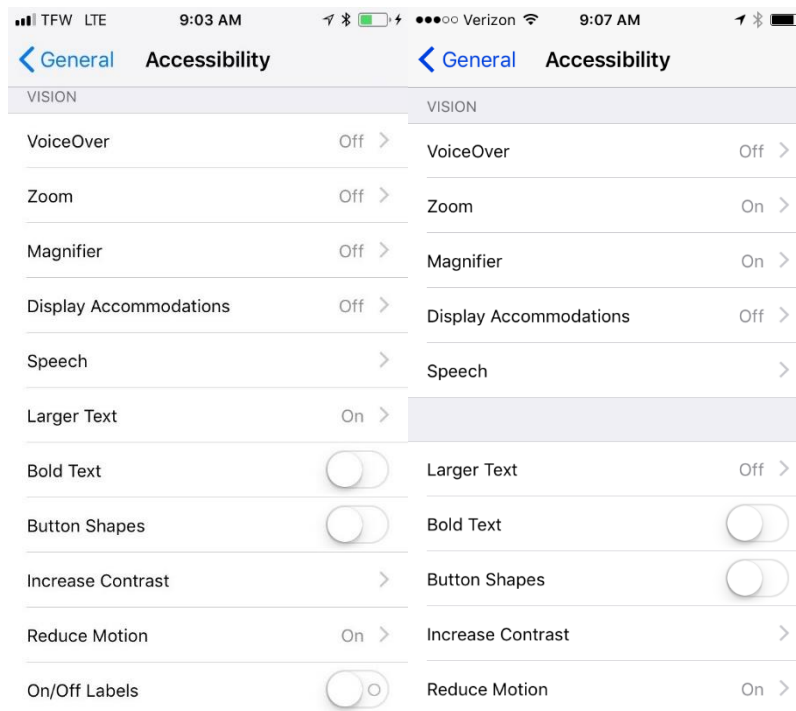 TFW LTE 9:03 AM
General Accessibility
VISION
VoiceOver Off
Zoom Off
Magnifier Off
Display Accommodations Off
Speech
Larger Text On
Bold Text
Button Shapes
Increase Contrast
Reduce Motion On
On/Off Labels
Verizon 9:07 AM
General Accessibility
VISION
VoiceOver Off
Zoom On
Magnifier On
Display Accommodations Off
Speech
Larger Text Off
Bold Text
Button Shapes
Increase Contrast
Reduce Motion On